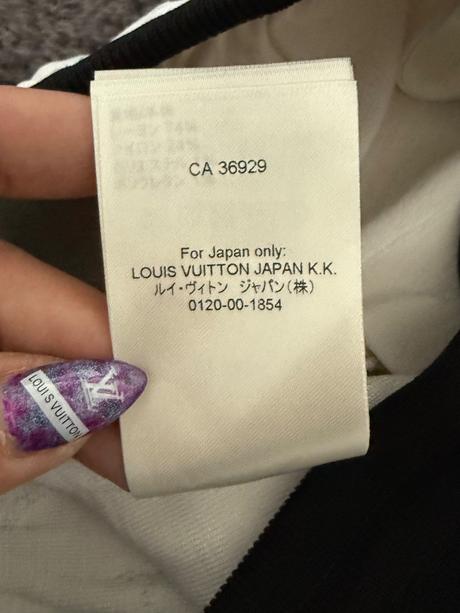 CA 36929
For Japan only:
LOUIS VUITTON JAPAN K.K.
ルイ・ヴィトン ジャパン(株)
0120-00-1854
LOUIS VUITTON
LV